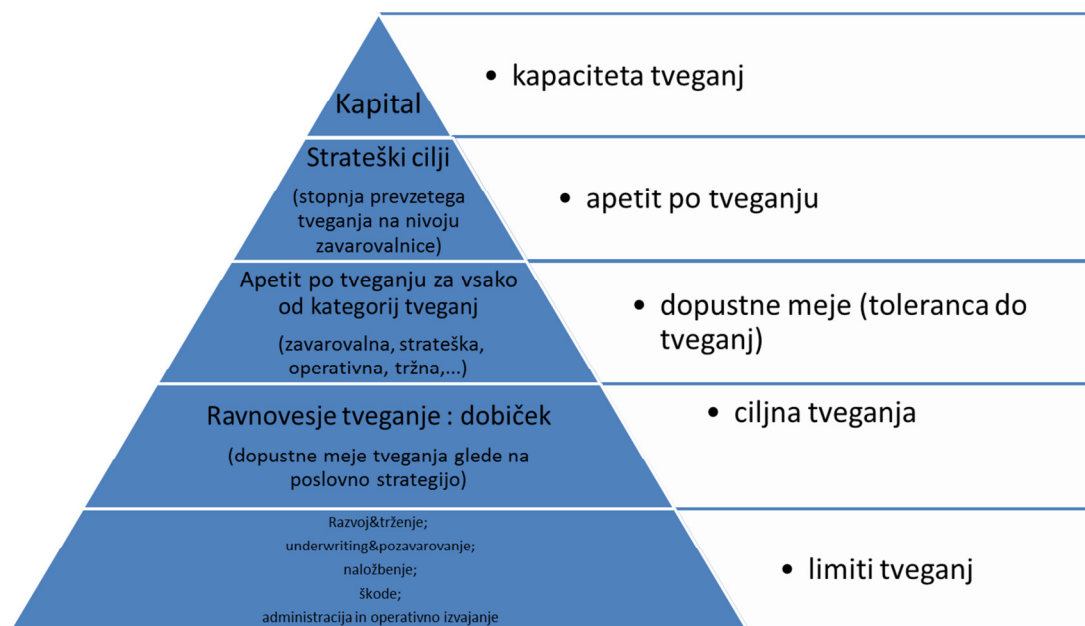 Kapital
• kapaciteta tveganj
Strateški cilji
(stopnja prevzetega
tveganja na nivoju
zavarovalnice)
• apetit po tveganju
Apetit po tveganju za vsako
od kategorij tveganj
(zavarovalna, strateška,
operativna, tržna,...)
• dopustne meje (toleranca do
tveganj)
Ravnovesje tveganje : dobiček
(dopustne meje tveganja glede na
poslovno strategijo)
• ciljna tveganja
Razvoj&trženje;
underwriting&pozavarovanje;
naložbenje;
škode;
administracija in operativno izvajanje
• limiti tveganj